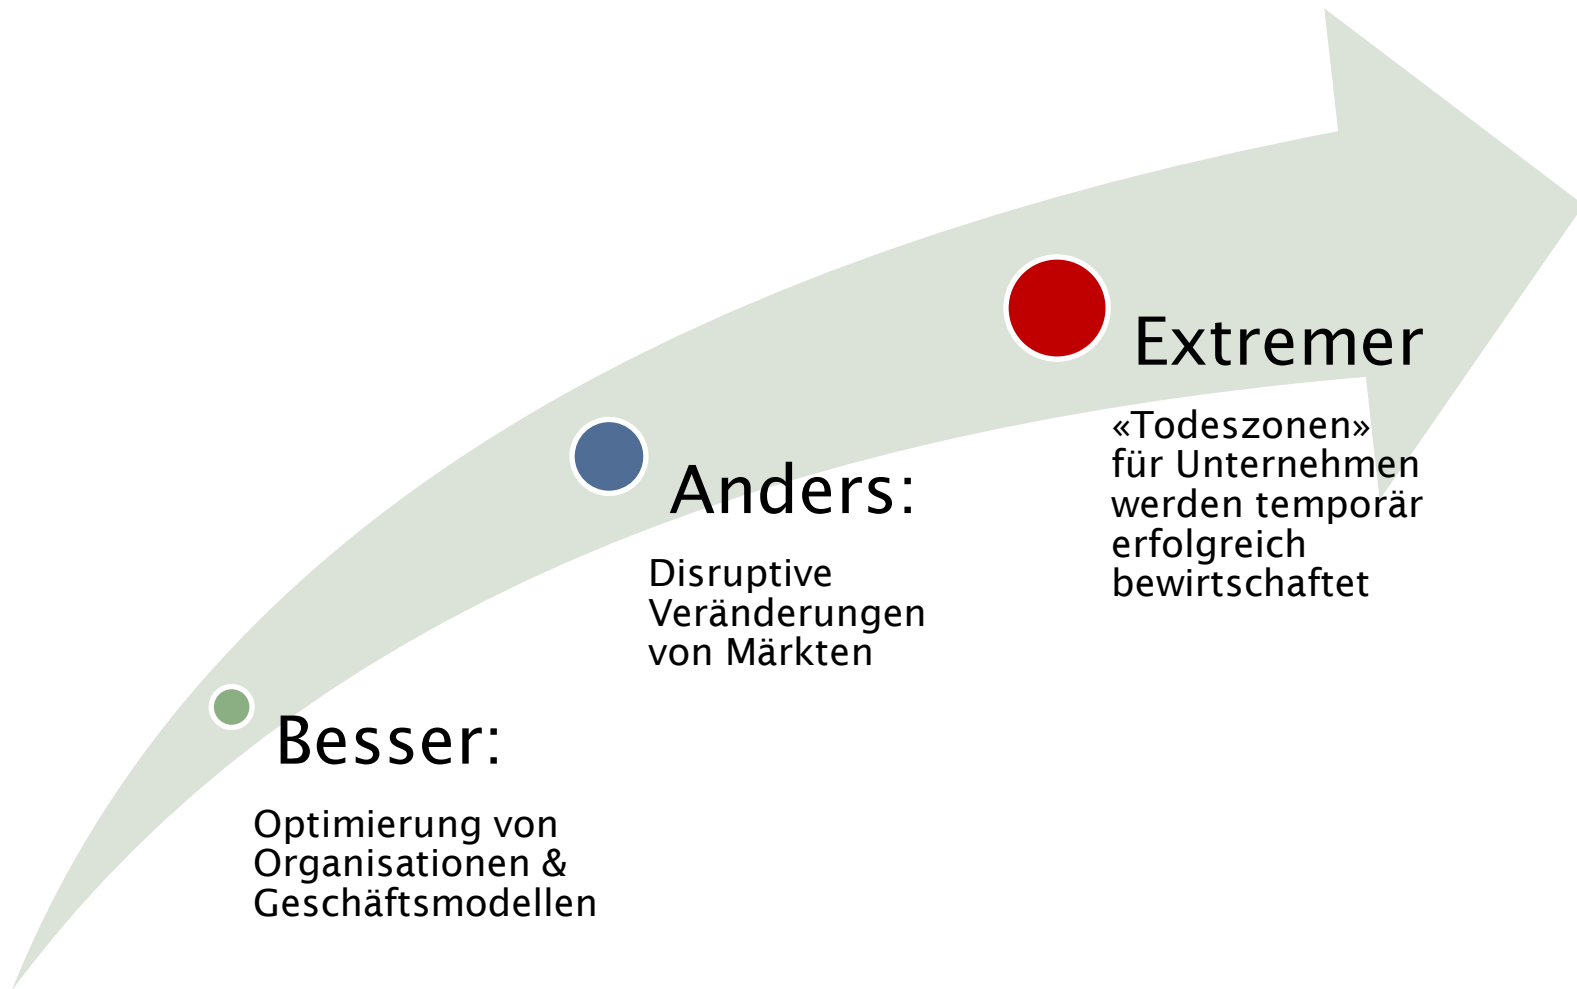 Extremer
«Todeszonen»
für Unternehmen
werden temporär
erfolgreich
bewirtschaftet
Anders:
Disruptive
Veränderungen
von Märkten
Besser:
Optimierung von
Organisationen &
Geschäftsmodellen